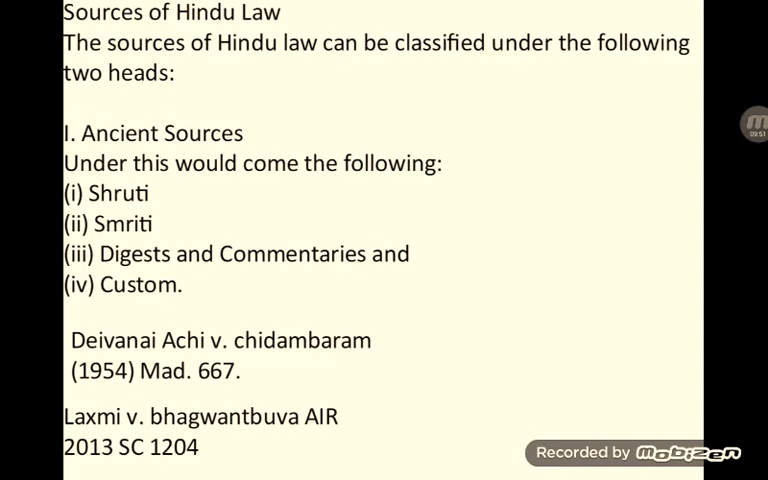 Sources of Hindu Law
The sources of Hindu law can be classified under the following
two heads:
I. Ancient Sources
Under this would come the following:
(i) Shruti
(ii) Smriti
(iii) Digests and Commentaries and
(iv) Custom.
Deivanai Achi v. chidambaram
(1954) Mad. 667.
Laxmi v. bhagwantbuva AIR
2013 SC 1204
Recorded by mobizen
m
09:51